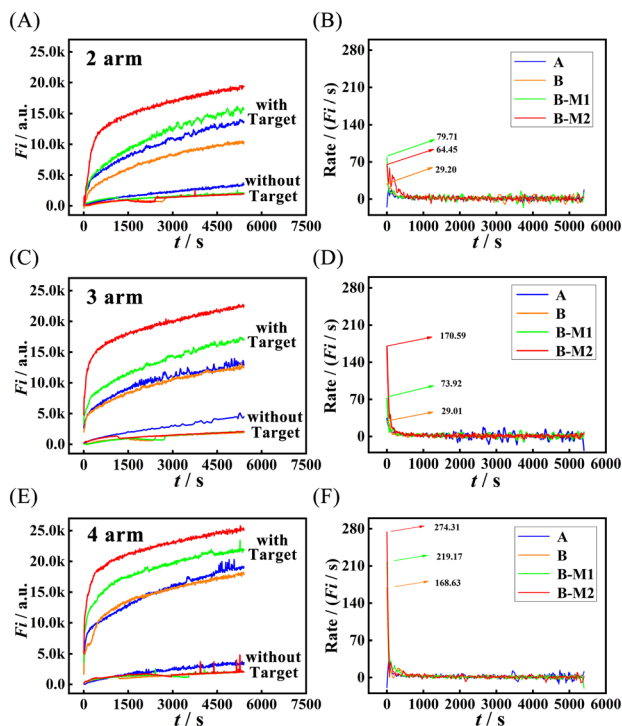 (A)
2 arm
with
Target
without
Target
25.0k
20.0k
15.0k
10.0k
5.0k
0.0
Fi / a.u.
0 1500 3000 4500 6000 7500
t / s
(B)
280
210
140
70
0
Rate / (Fi / s)
A
B
B-M1
B-M2
79.71
64.45
29.20
0 1000 2000 3000 4000 5000 6000
t / s
(C)
3 arm
with
Target
without
Target
25.0k
20.0k
15.0k
10.0k
5.0k
0.0
Fi / a.u.
0 1500 3000 4500 6000 7500
t / s
(D)
280
210
140
70
0
Rate / (Fi / s)
A
B
B-M1
B-M2
170.59
73.92
29.01
0 1000 2000 3000 4000 5000 6000
t / s
(E)
4 arm
with
Target
without
Target
25.0k
20.0k
15.0k
10.0k
5.0k
0.0
Fi / a.u.
0 1500 3000 4500 6000 7500
t / s
(F)
280
210
140
70
0
Rate / (Fi / s)
A
B
B-M1
B-M2
274.31
219.17
168.63
0 1000 2000 3000 4000 5000 6000
t / s